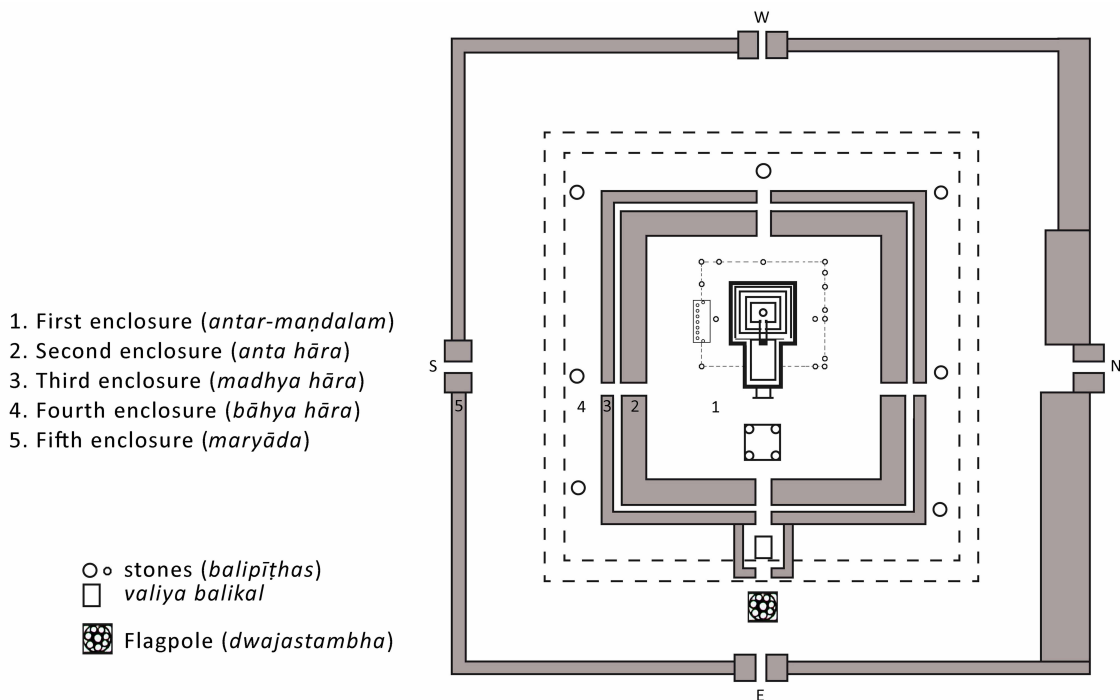 W
1. First enclosure (antar-maṇdalam)
2. Second enclosure (anta hāra)
3. Third enclosure (madhya hāra)
4. Fourth enclosure (bāhya hāra)
5. Fifth enclosure (maryāda)
S
N
5 4 3 2 1
stones (balipīṭhas)
valiya balikal
Flagpole (dwajastambha)
E